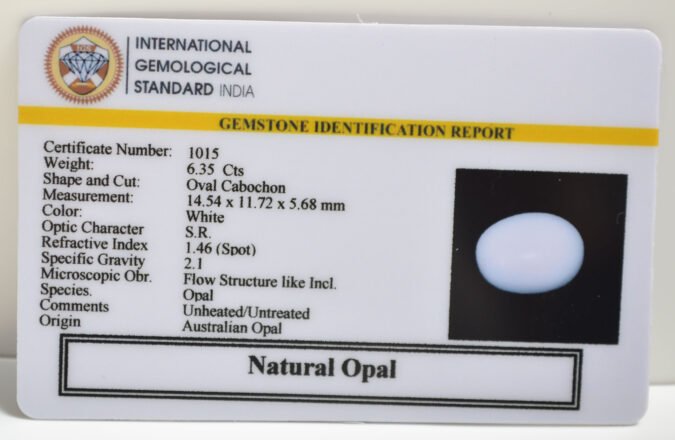 IGS
INTERNATIONAL
GEMOLOGICAL
STANDARD INDIA
GEMSTONE IDENTIFICATION REPORT
Certificate Number: 1015
Weight: 6.35 Cts
Shape and Cut: Oval Cabochon
Measurement: 14.54 x 11.72 x 5.68 mm
Color: White
Optic Character S.R.
Refractive Index 1.46 (Spot)
Specific Gravity 2.1
Microscopic Obr. Flow Structure like Incl.
Species. Opal
Comments Unheated/Untreated
Origin Australian Opal
Natural Opal